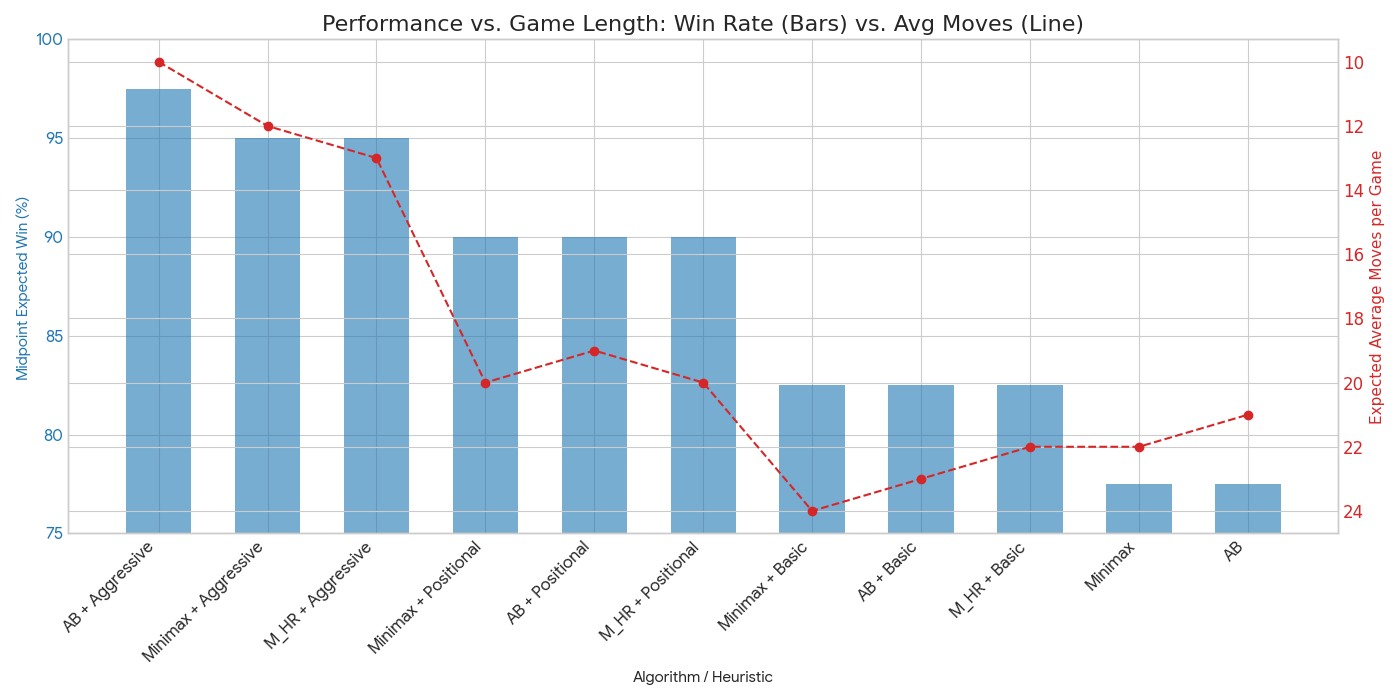 Performance vs. Game Length: Win Rate (Bars) vs. Avg Moves (Line)
Midpoint Expected Win (%)
100
95
90
85
80
75
10
12
14
16
18
20
22
24
Expected Average Moves per Game
AB + Aggressive
Minimax + Aggressive
M_HR + Aggressive
Minimax + Positional
AB + Positional
M_HR + Positional
Minimax + Basic
AB + Basic
M_HR + Basic
Minimax
AB
Algorithm / Heuristic